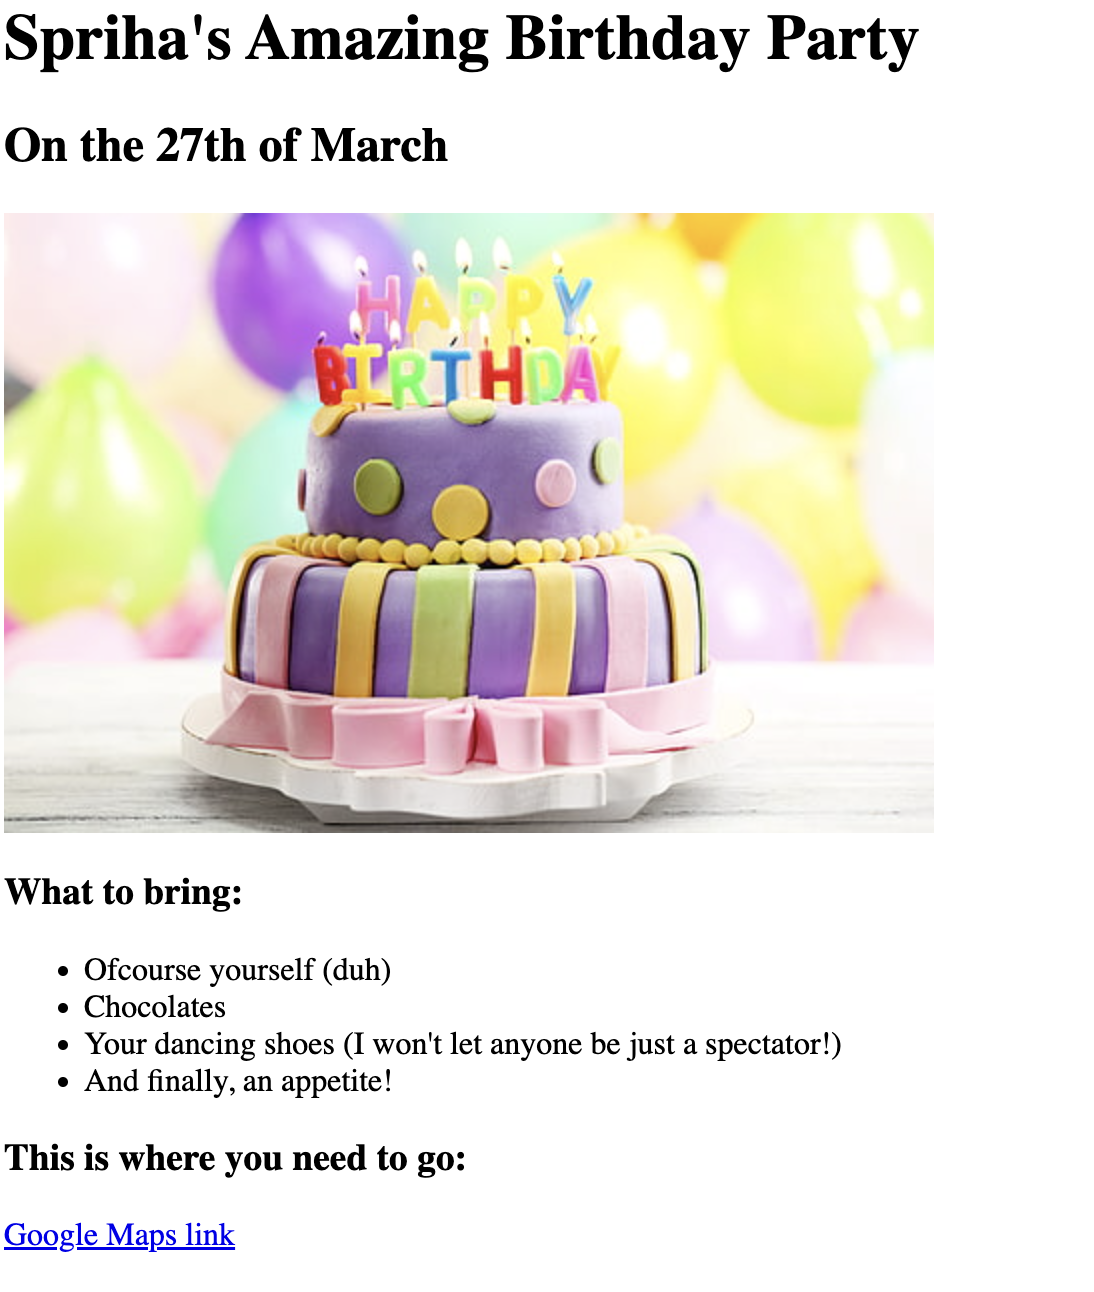 Spriha's Amazing Birthday Party
On the 27th of March
HAPPY
BIRTHDAY
What to bring:
Ofcourse yourself (duh)
Chocolates
Your dancing shoes (I won't let anyone be just a spectator!)
And finally, an appetite!
This is where you need to go:
Google Maps link